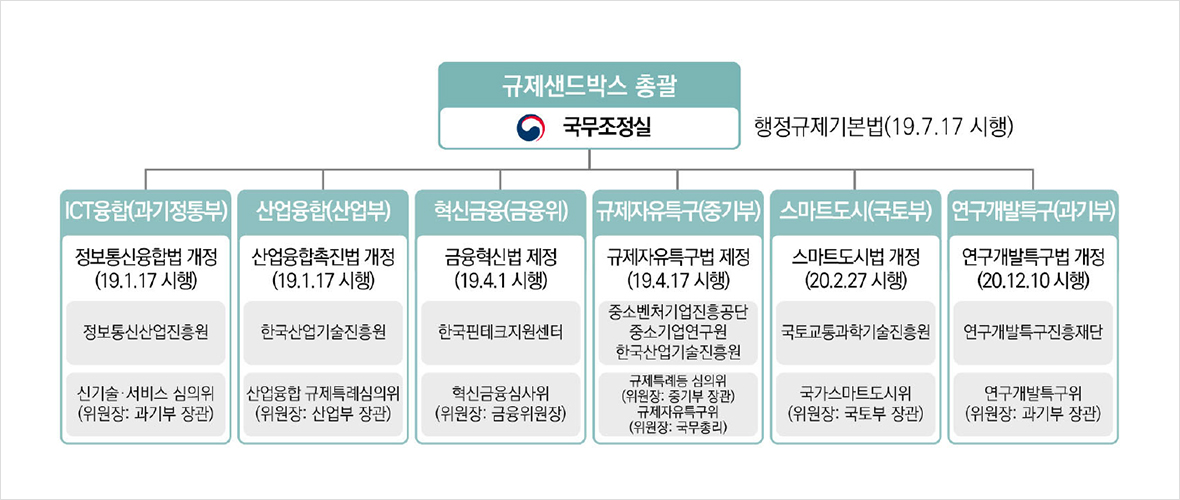 규제샌드박스 총괄
국무조정실
행정규제기본법(19.7.17 시행)
ICT융합(과기정통부)
정보통신융합법 개정
(19.1.17 시행)
정보통신산업진흥원
신기술·서비스 심의위
(위원장: 과기부 장관)
산업융합(산업부)
산업융합촉진법 개정
(19.1.17 시행)
한국산업기술진흥원
산업융합 규제특례심의위
(위원장: 산업부 장관)
혁신금융(금융위)
금융혁신법 제정
(19.4.1 시행)
한국핀테크지원센터
혁신금융심사위
(위원장: 금융위원장)
규제자유특구(중기부)
규제자유특구법 제정
(19.4.17 시행)
중소벤처기업진흥공단
중소기업연구원
한국산업기술진흥원
규제특례등 심의위
(위원장: 중기부 장관)
규제자유특구위
(위원장: 국무총리)
스마트도시(국토부)
스마트도시법 개정
(20.2.27 시행)
국토교통과학기술진흥원
국가스마트도시위
(위원장: 국토부 장관)
연구개발특구(과기부)
연구개발특구법 개정
(20.12.10 시행)
연구개발특구진흥재단
연구개발특구위
(위원장: 과기부 장관)